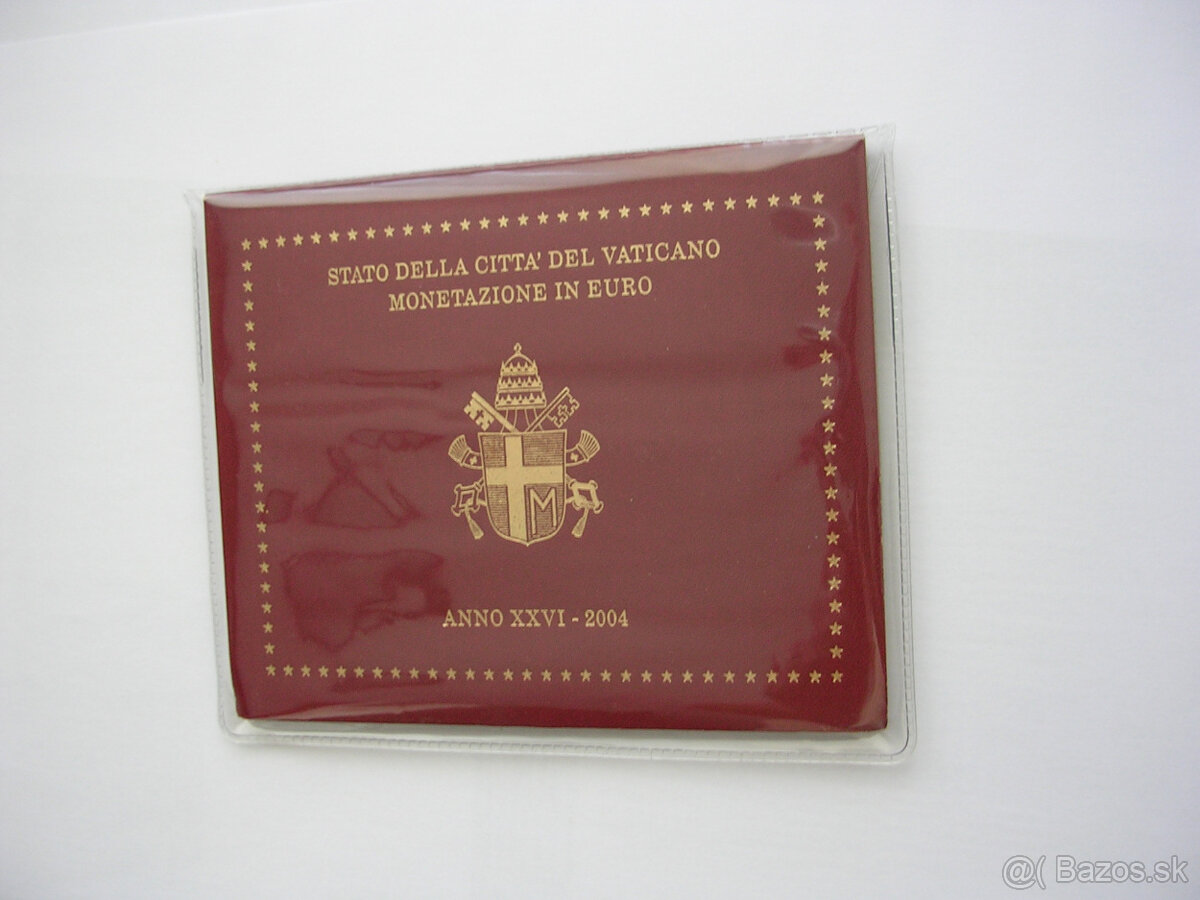 STATO DELLA CITTA' DEL VATICANO
MONETAZIONE IN EURO
M
ANNO XXVI - 2004
@( Bazos.sk